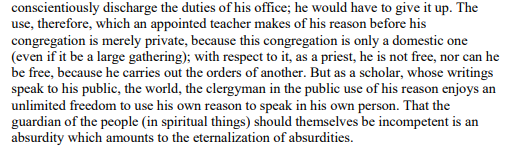 conscientiously discharge the duties of his office; he would have to give it up. The
use, therefore, which an appointed teacher makes of his reason before his
congregation is merely private, because this congregation is only a domestic one
(even if it be a large gathering); with respect to it, as a priest, he is not free, nor can he
be free, because he carries out the orders of another. But as a scholar, whose writings
speak to his public, the world, the clergyman in the public use of his reason enjoys an
unlimited freedom to use his own reason to speak in his own person. That the
guardian of the people (in spiritual things) should themselves be incompetent is an
absurdity which amounts to the eternalization of absurdities.